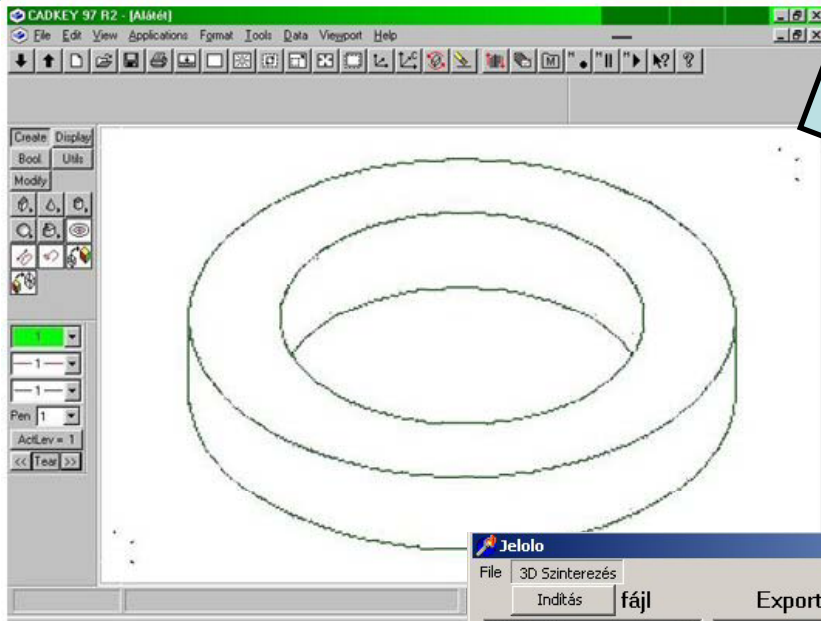 CADKEY 97 R2 - [Alátét]
File Edit View Applications Format Tools Data Viewport Help
Create Display
Bool Utils
Modify
1
1
1
Pen 1
ActLev = 1
<< Tear >>
Jelolo
File 3D Szinterezés
Indítás fájl Export